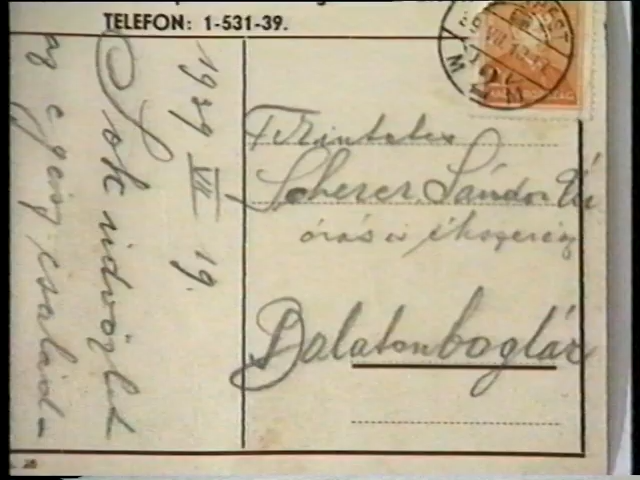 TELEFON: 1-531-39.
1939 VII 19.
Sok üdvözlet
az egész család
Tekintetes
Scherer Sándor Úr
órás és ékszerész
Balatonboglár